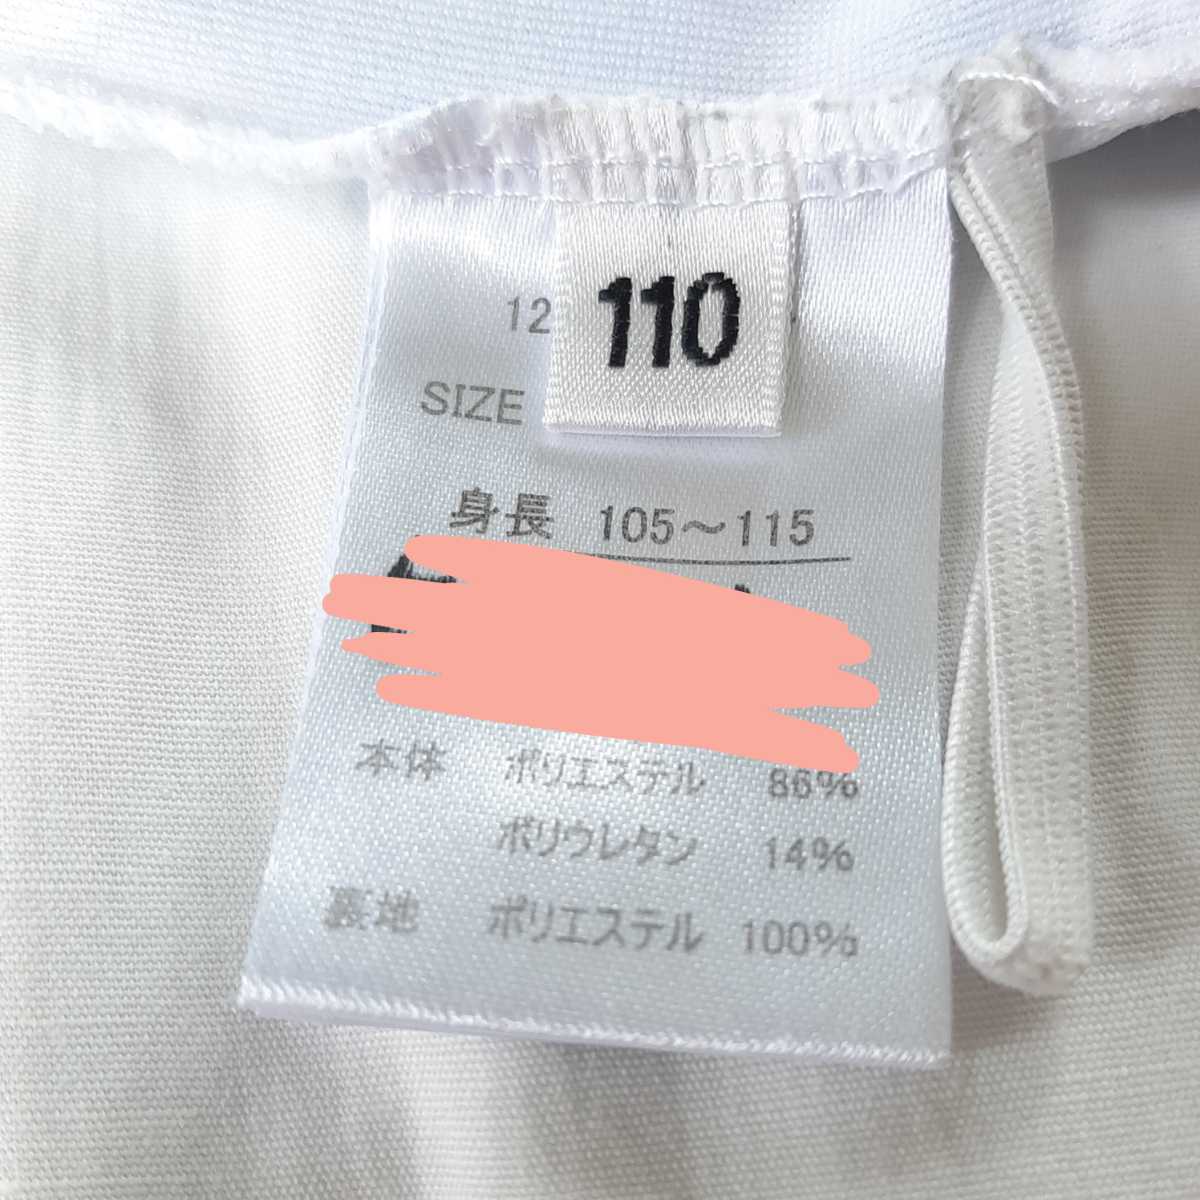 12
110
SIZE
身長 105～115
本体 ポリエステル 86%
ポリウレタン 14%
裏地 ポリエステル 100%